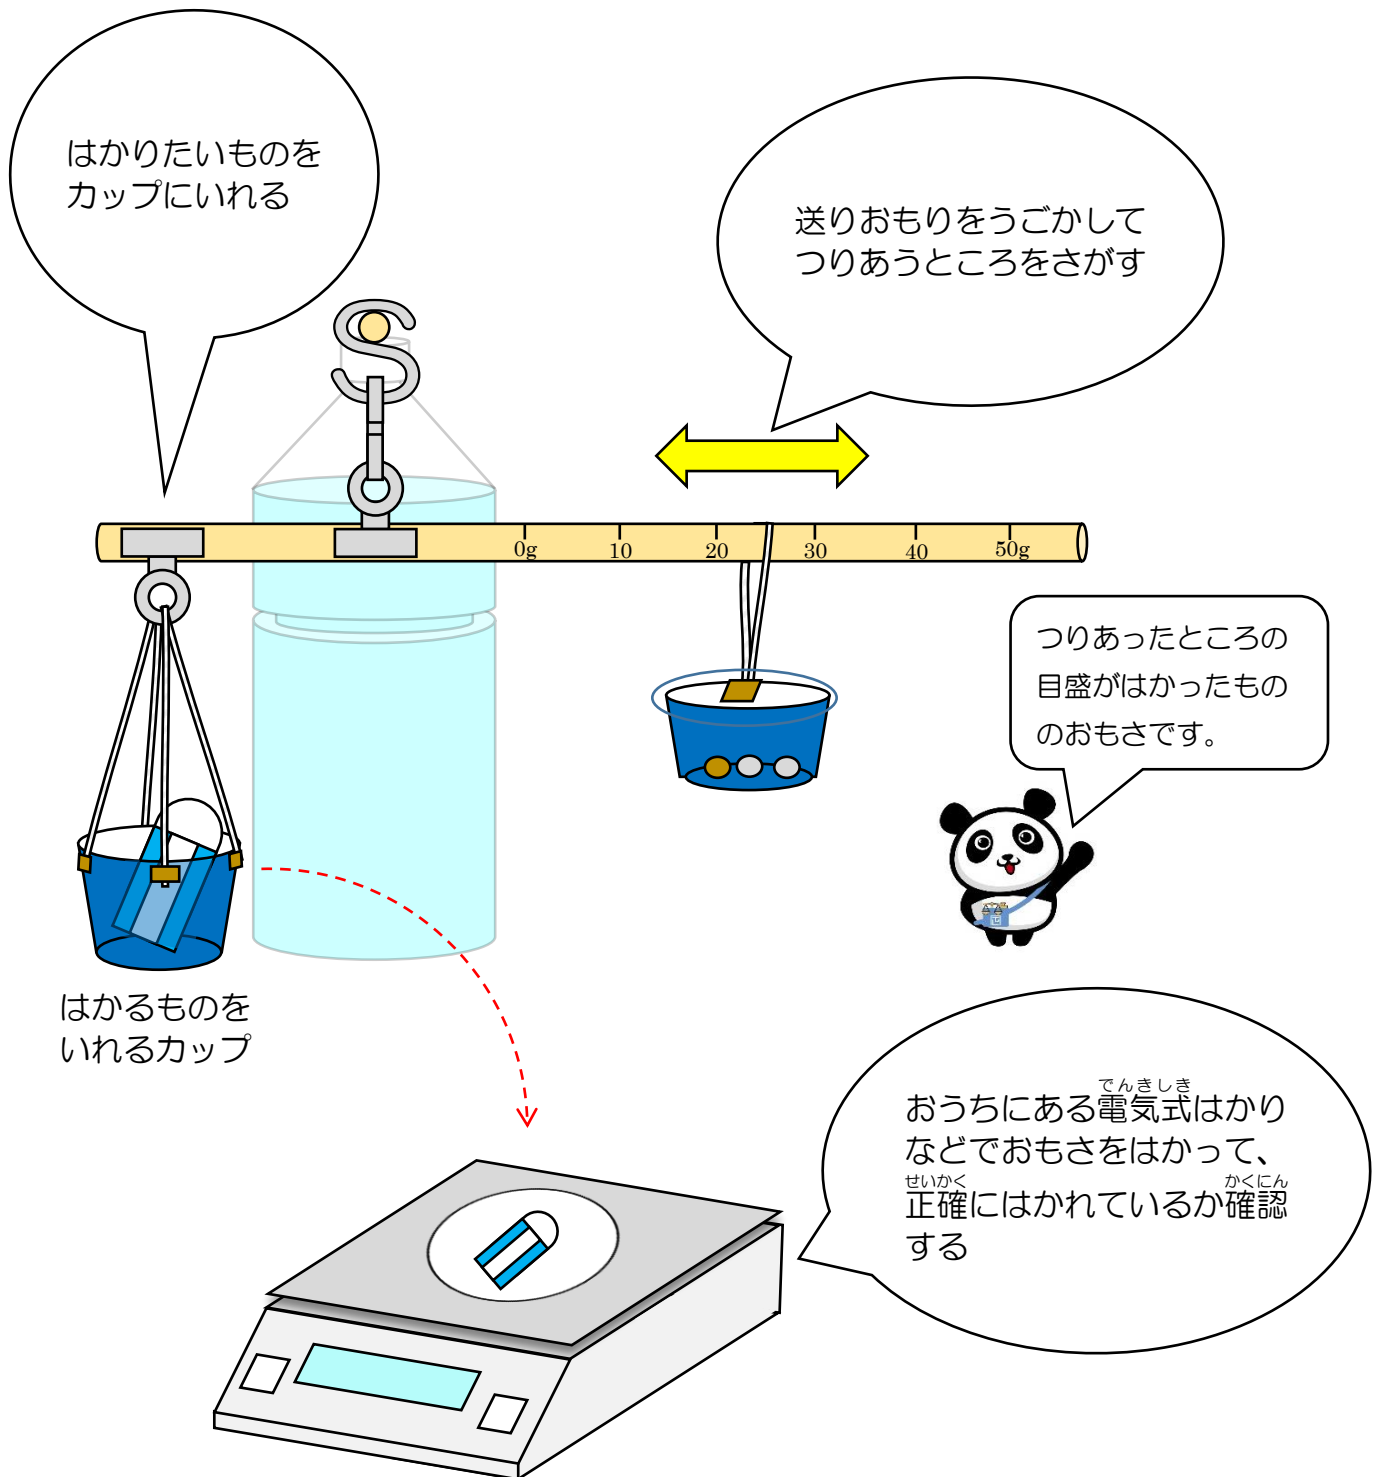 はかりたいものを
カップにいれる
送りおもりをうごかして
つりあうところをさがす
0g 10 20 30 40 50g
つりあったところの
目盛がはかったもの
のおもさです。
はかるものを
いれるカップ
でんきしき
おうちにある電気式はかり
などでおもさをはかって、
せいかく かくにん
正確にはかれているか確認
する